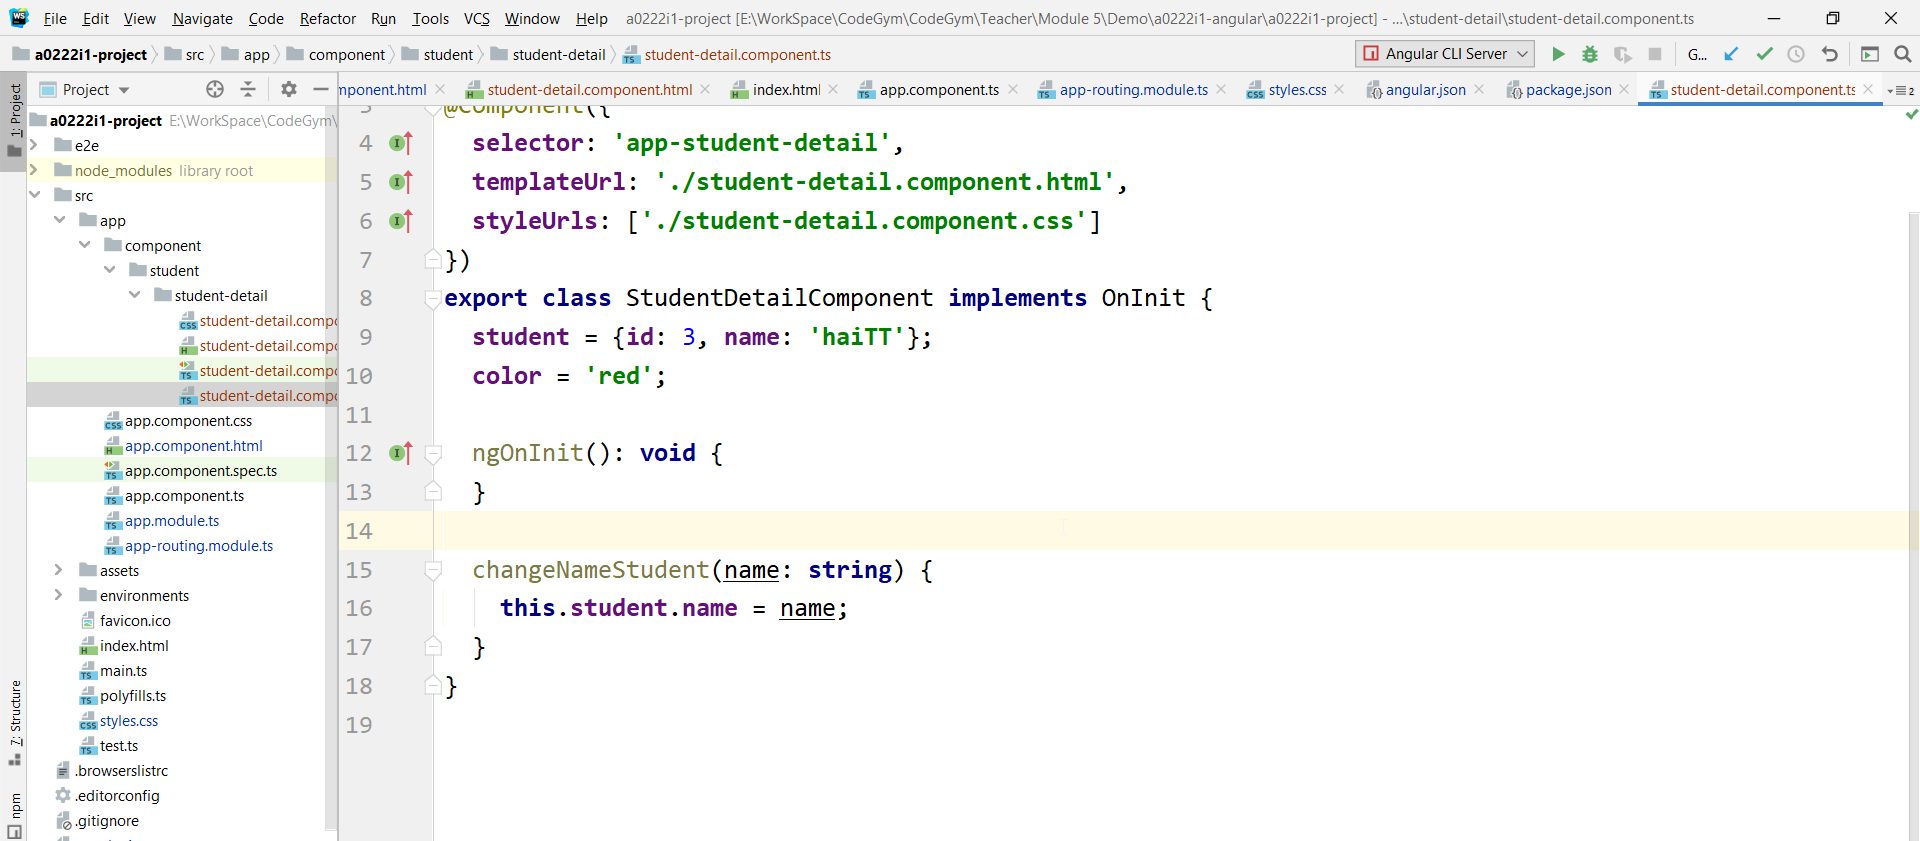 File Edit View Navigate Code Refactor Run Tools VCS Window Help a0222i1-project [E:\WorkSpace\CodeGym\CodeGym\Teacher\Module 5\Demo\a0222i1-angular\a0222i1-project] - ...\student-detail\student-detail.component.ts
a0222i1-project src app component student student-detail student-detail.component.ts Angular CLI Server G...
1: Project
Project
mponent.html student-detail.component.html index.html app.component.ts app-routing.module.ts styles.css angular.json package.json student-detail.component.ts 2
a0222i1-project E:\WorkSpace\CodeGym\
e2e
node_modules library root
src
app
component
student
student-detail
student-detail.compo
student-detail.compo
student-detail.compo
student-detail.compo
app.component.css
app.component.html
app.component.spec.ts
app.component.ts
app.module.ts
app-routing.module.ts
assets
environments
favicon.ico
index.html
main.ts
polyfills.ts
styles.css
test.ts
.browserslistrc
.editorconfig
.gitignore
7: Structure
npm
3 @Component({
4 selector: 'app-student-detail',
5 templateUrl: './student-detail.component.html',
6 styleUrls: ['./student-detail.component.css']
7 })
8 export class StudentDetailComponent implements OnInit {
9 student = {id: 3, name: 'haiTT'};
10 color = 'red';
11
12 ngOnInit(): void {
13 }
14
15 changeNameStudent(name: string) {
16 this.student.name = name;
17 }
18 }
19